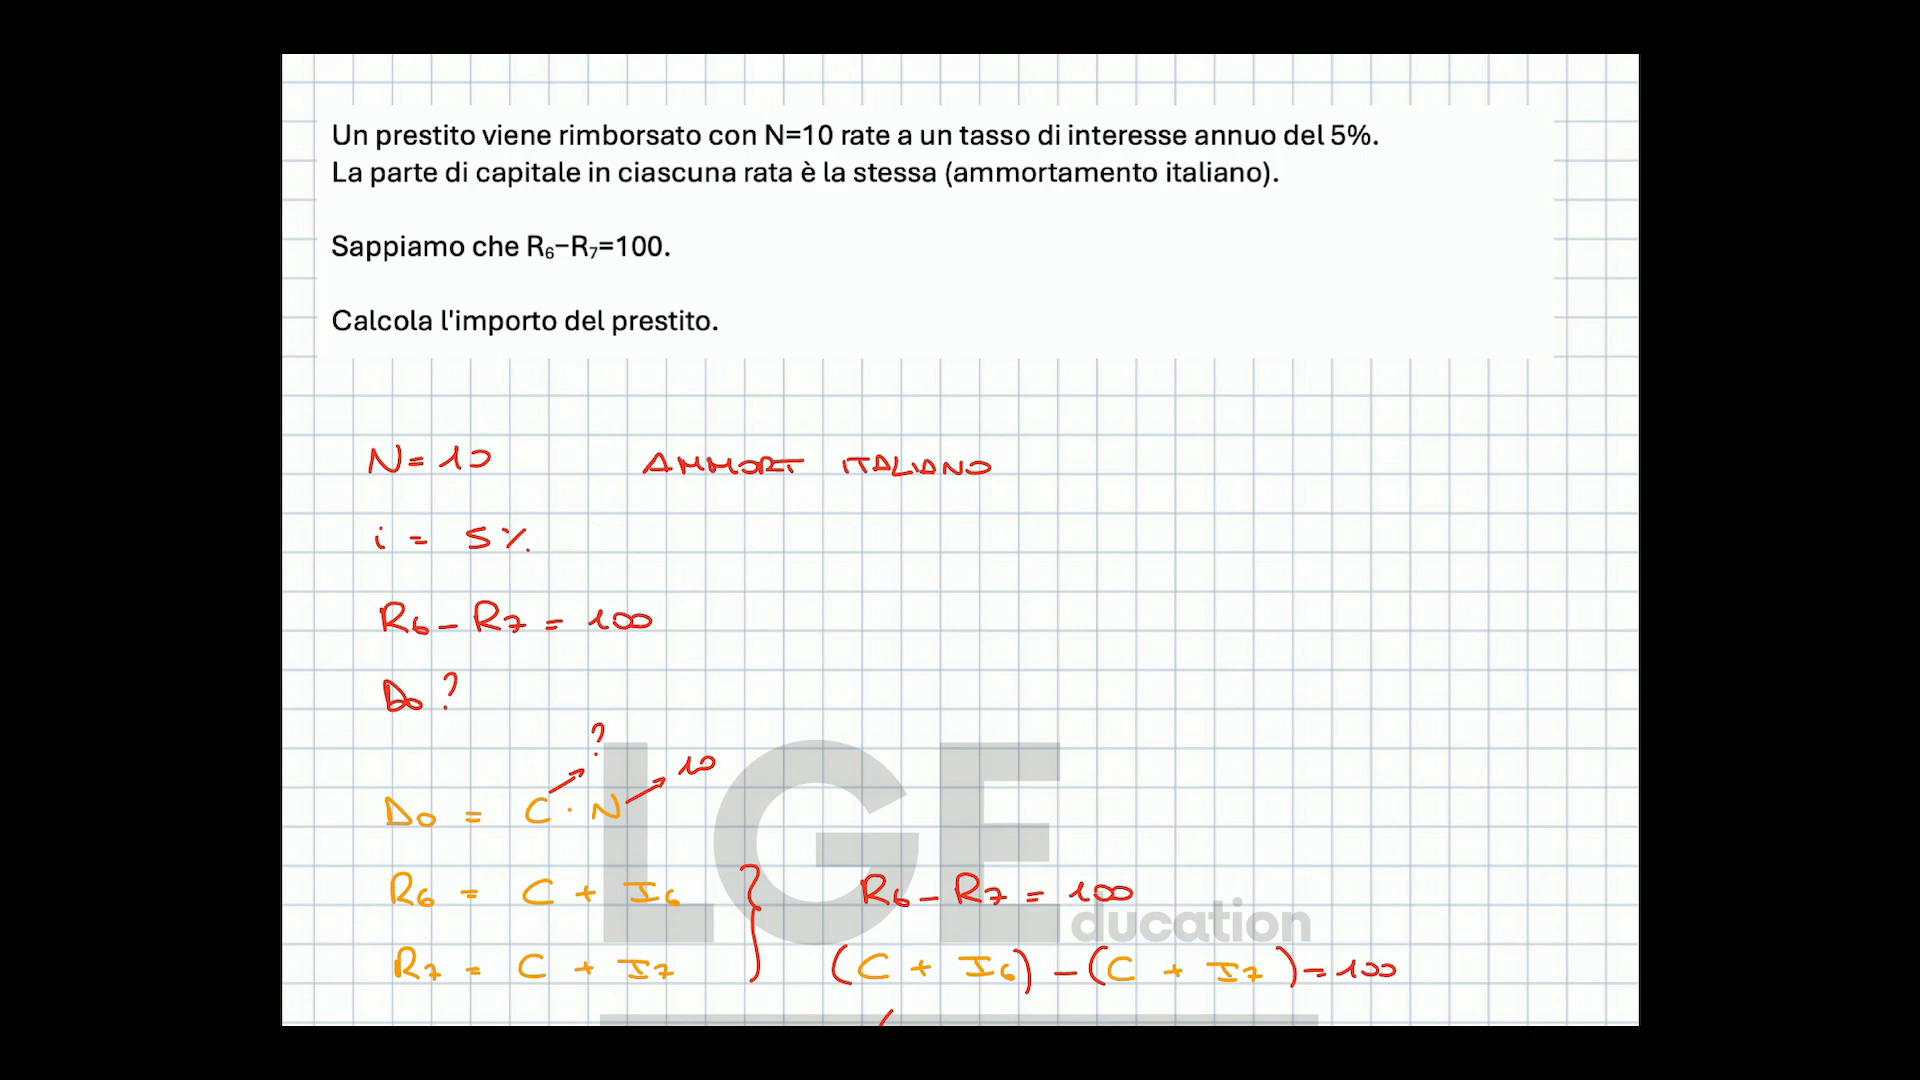 Un prestito viene rimborsato con N=10 rate a un tasso di interesse annuo del 5%.
La parte di capitale in ciascuna rata è la stessa (ammortamento italiano).
Sappiamo che R₆−R₇=100.
Calcola l'importo del prestito.
N=10 AMMORT ITALIANO
i = 5%
R6 - R7 = 100
D0 ?
? 10
D0 = C · N
R6 = C + I6 R6 - R7 = 100
R7 = C + I7 (C + I6) - (C + I7) = 100
LGE
ducation